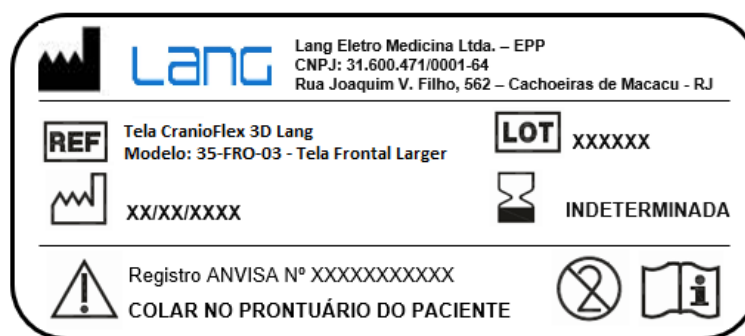 Lang
Lang Eletro Medicina Ltda. – EPP
CNPJ: 31.600.471/0001-64
Rua Joaquim V. Filho, 562 – Cachoeiras de Macacu - RJ
REF
Tela CranioFlex 3D Lang
Modelo: 35-FRO-03 - Tela Frontal Larger
LOT XXXXXX
XX/XX/XXXX
INDETERMINADA
Registro ANVISA Nº XXXXXXXXXXX
COLAR NO PRONTUÁRIO DO PACIENTE
2
i